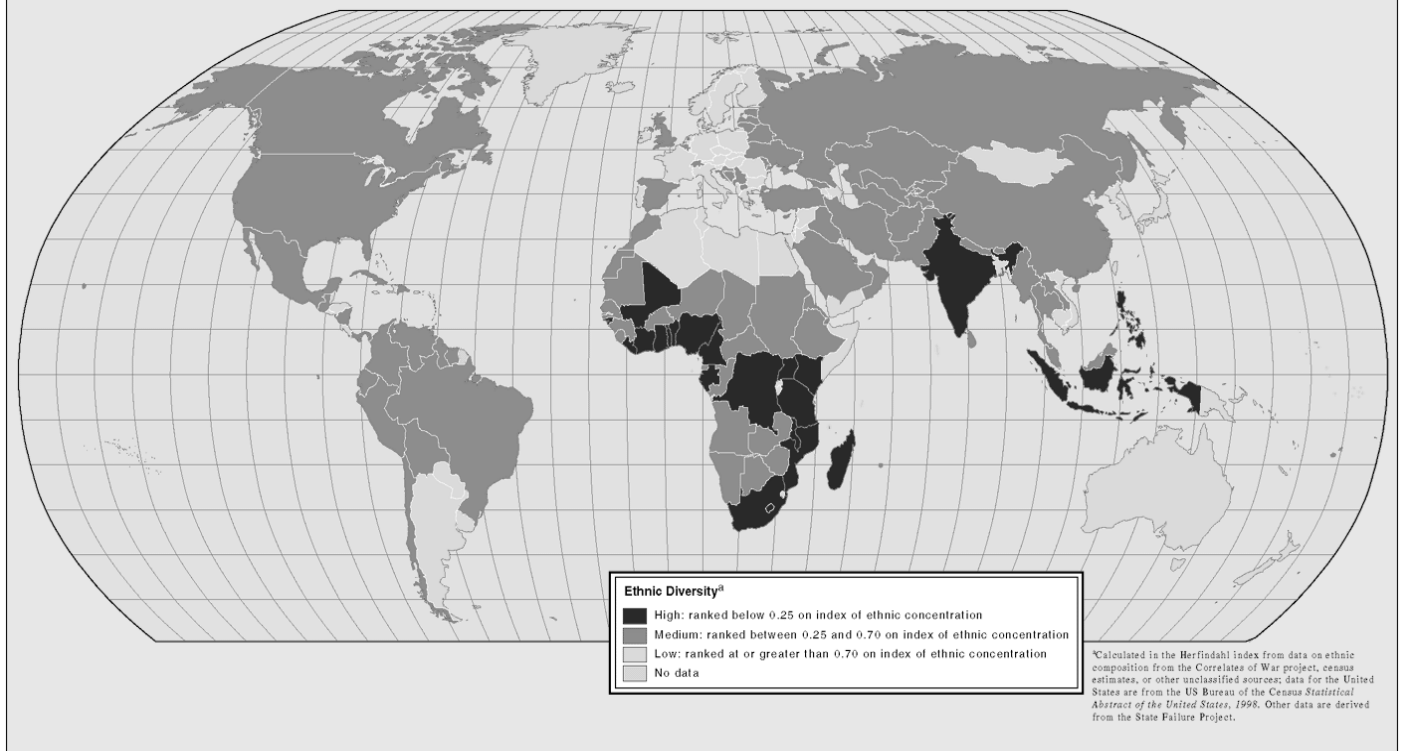 Ethnic Diversityᵃ
High: ranked below 0.25 on index of ethnic concentration
Medium: ranked between 0.25 and 0.70 on index of ethnic concentration
Low: ranked at or greater than 0.70 on index of ethnic concentration
No data
ᵃCalculated in the Herfindahl index from data on ethnic
composition from the Correlates of War project, census
estimates, or other unclassified sources; data for the United
States are from the US Bureau of the Census Statistical
Abstract of the United States, 1998. Other data are derived
from the State Failure Project.